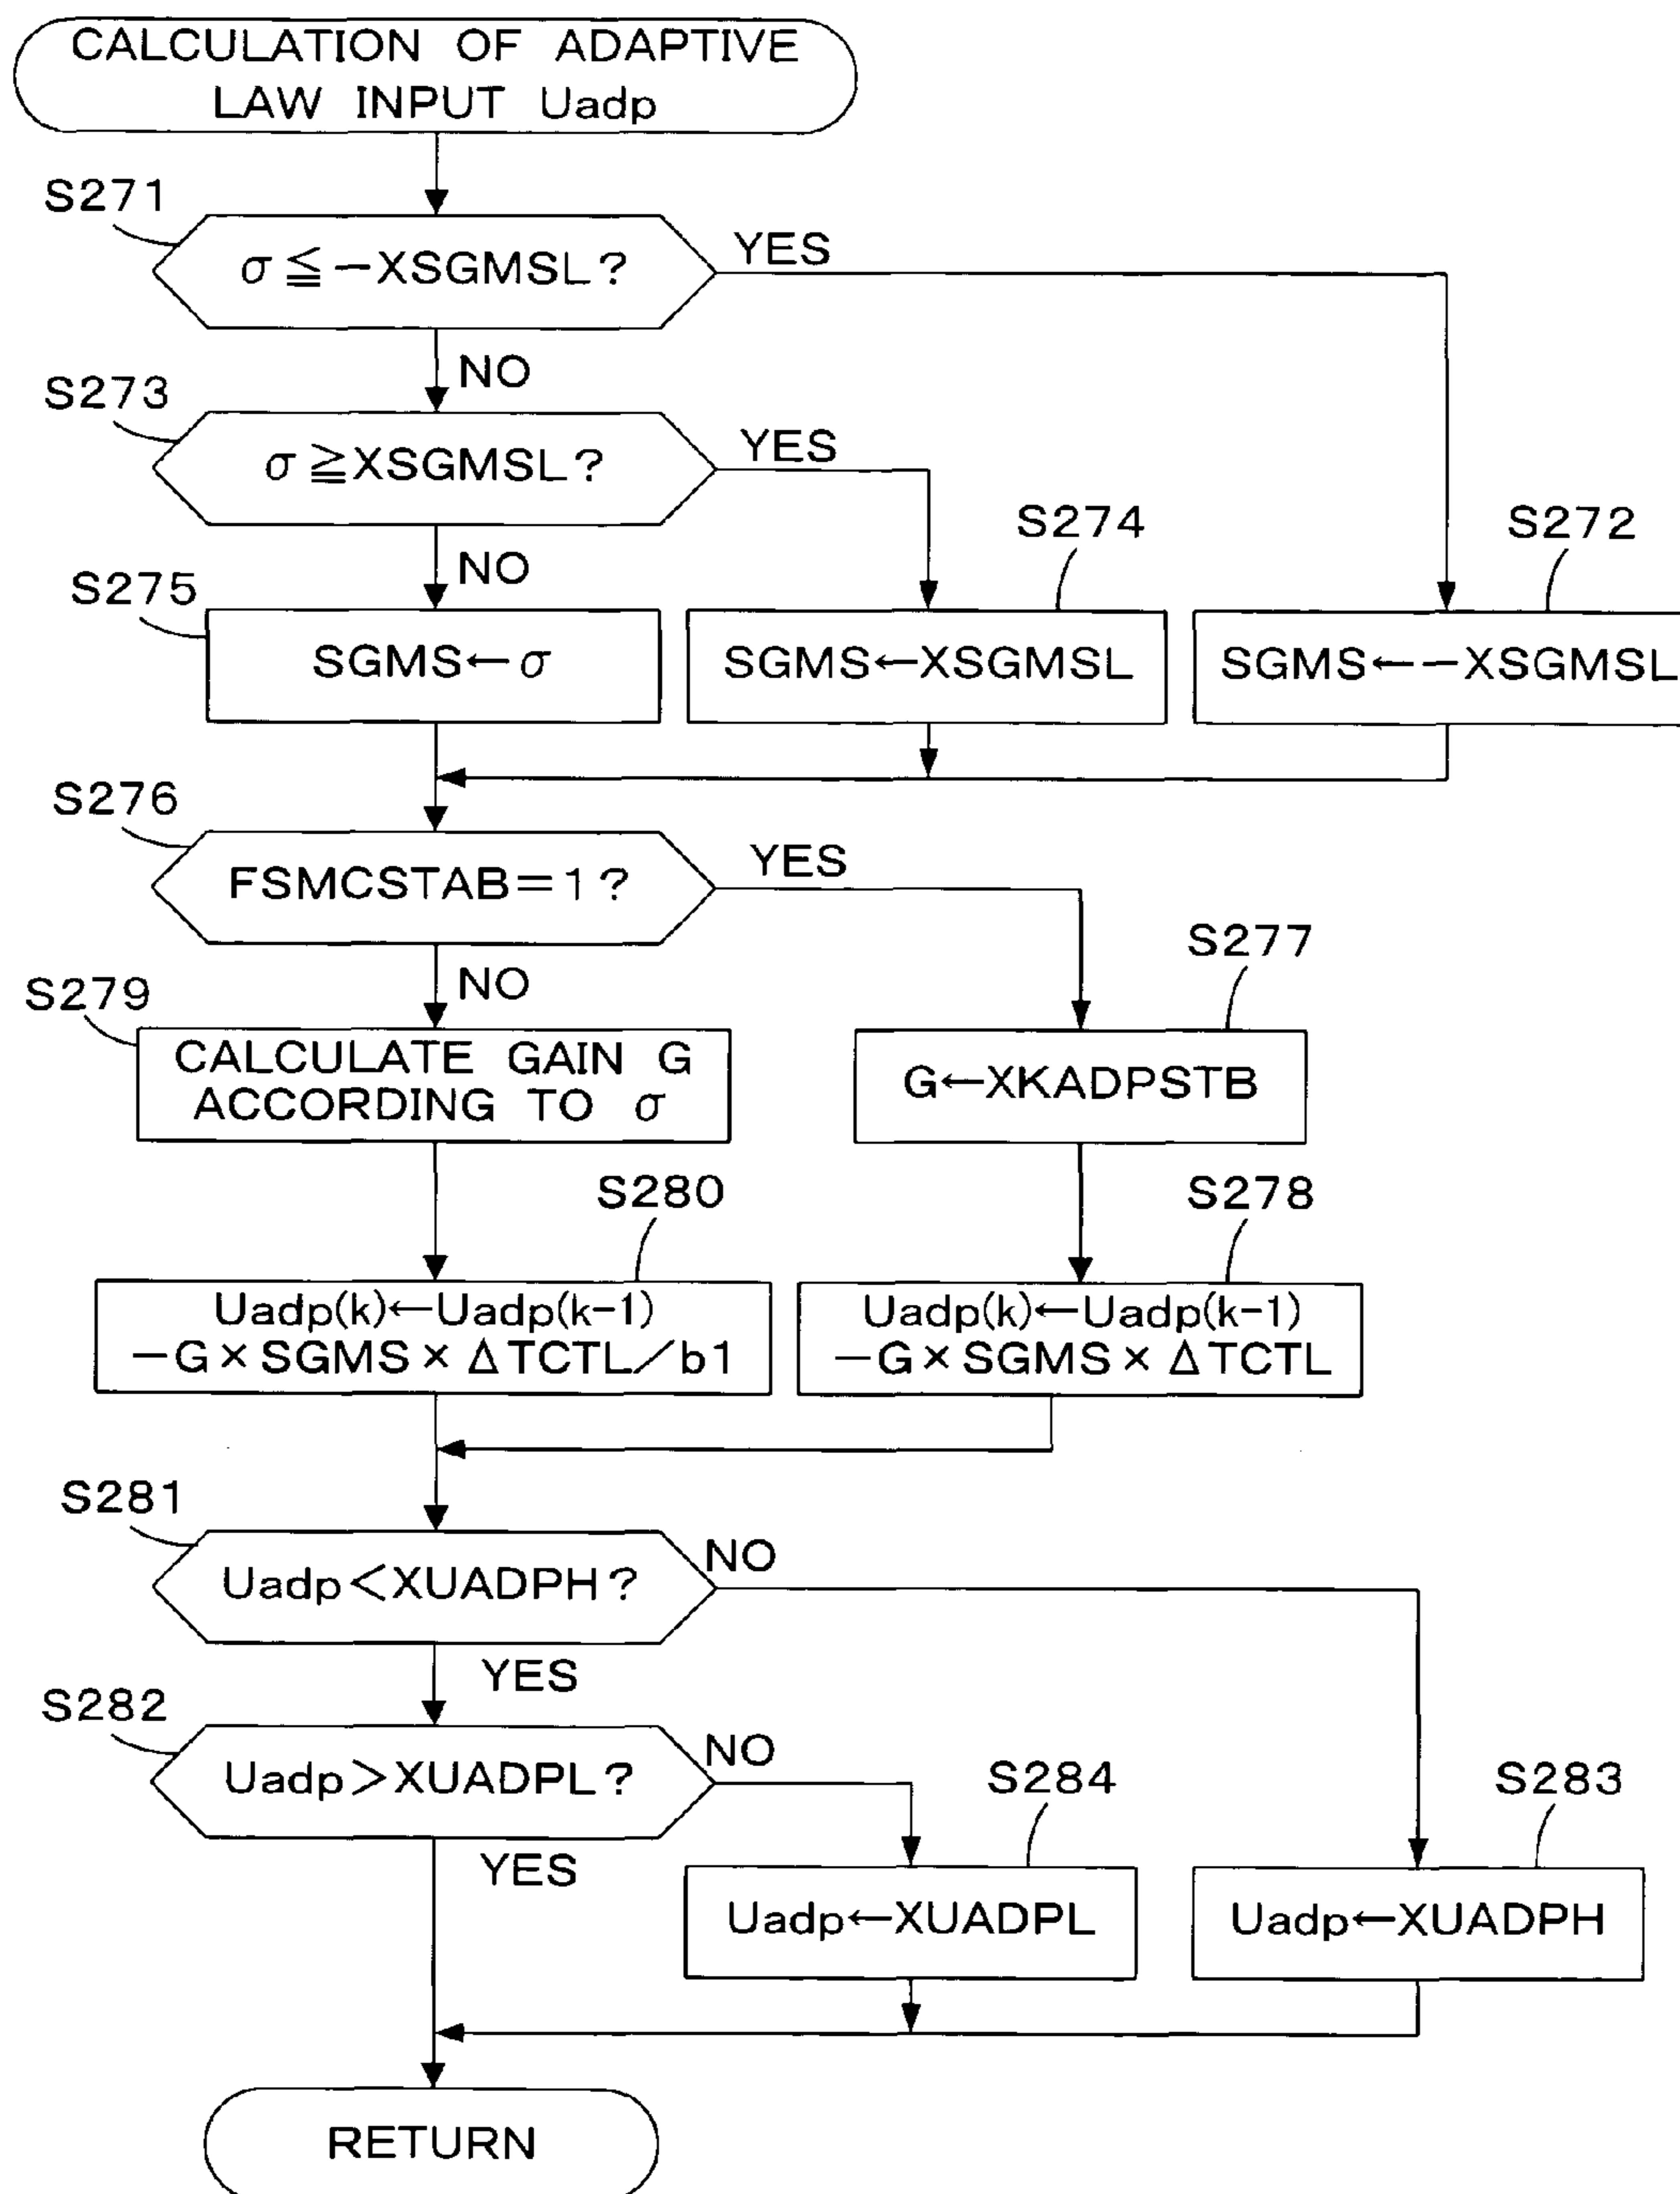 CALCULATION OF ADAPTIVE
LAW INPUT Uadp
S271
σ≦−XSGMSL?
YES
NO
S273
σ≧XSGMSL?
YES
NO
S274
S272
S275
SGMS←σ
SGMS←XSGMSL
SGMS←−XSGMSL
S276
FSMCSTAB=1?
YES
NO
S277
S279
CALCULATE GAIN G
ACCORDING TO σ
G←XKADPSTB
S280
S278
Uadp(k)←Uadp(k−1)
−G×SGMS×ΔTCTL/b1
Uadp(k)←Uadp(k−1)
−G×SGMS×ΔTCTL
S281
Uadp<XUADPH?
NO
YES
S282
Uadp>XUADPL?
NO
YES
S284
S283
Uadp←XUADPL
Uadp←XUADPH
RETURN